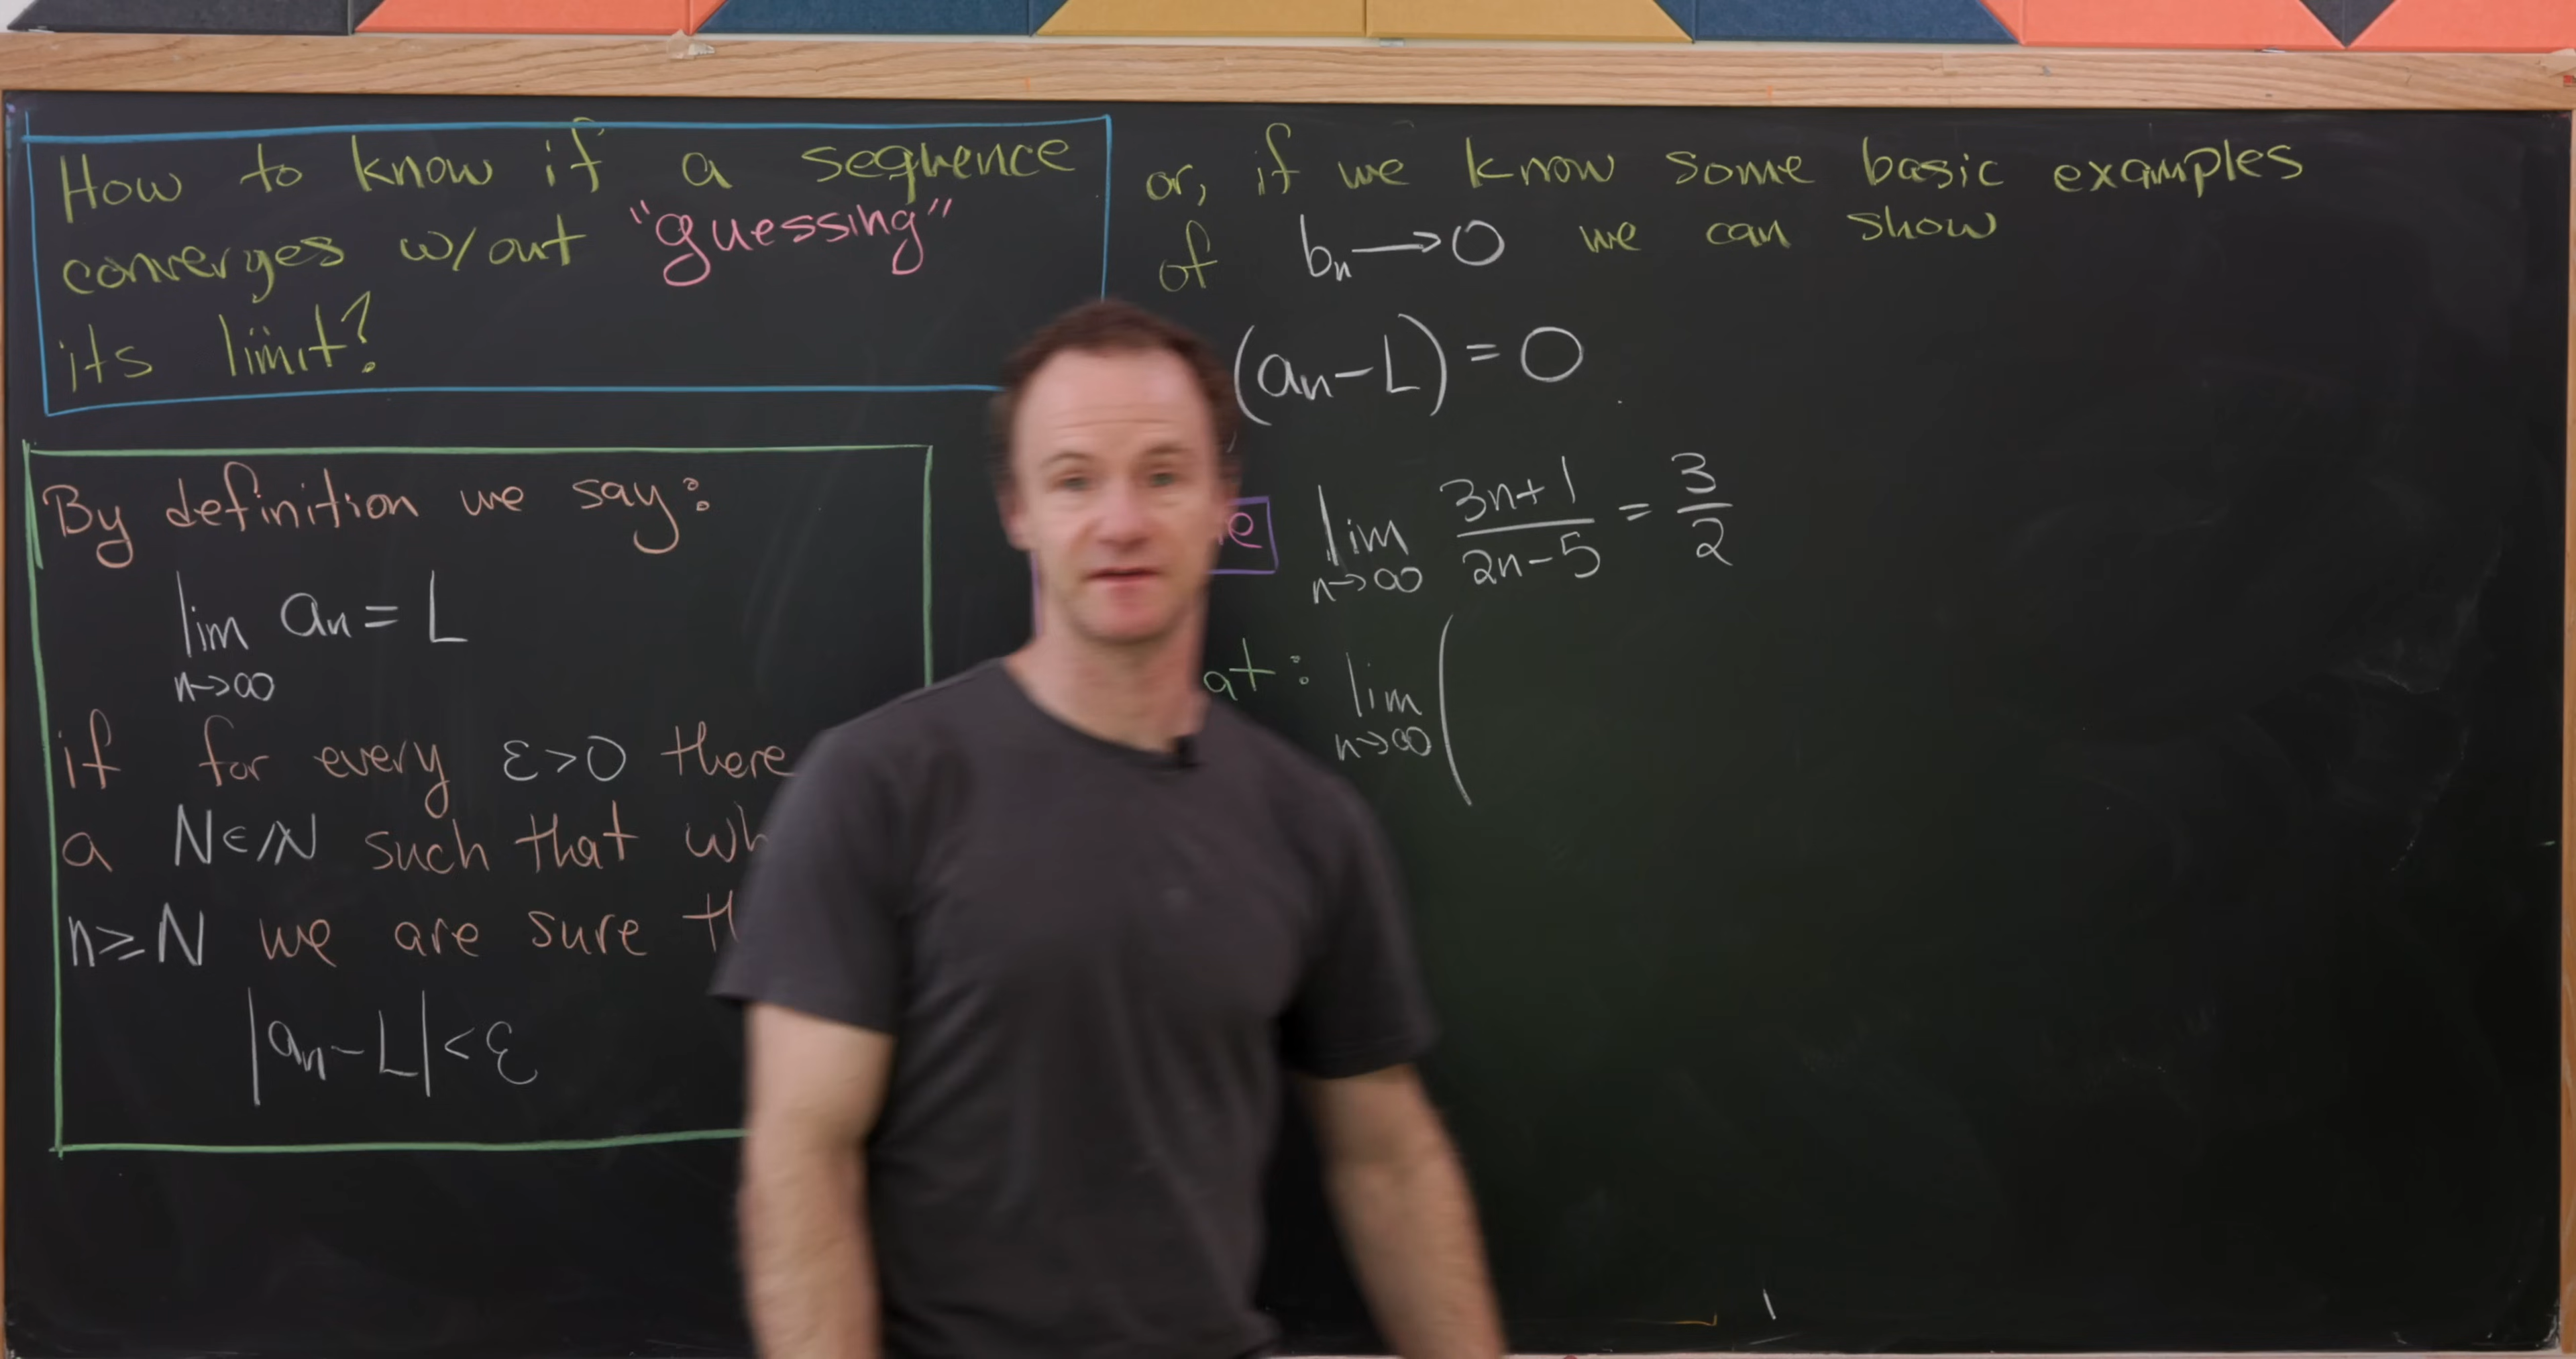 How to know if a sequence
converges w/out "guessing"
its limit?
By definition we say:
lim aₙ = L
n→∞
if for every ε>0 there
a N∈ℕ such that
n≥N we are sure
|aₙ-L|<ε
or, if we know some basic examples
of bₙ→0 we can show
(aₙ-L)=0
lim 3n+1/2n-5 = 3/2
n→∞
lim (
n→∞